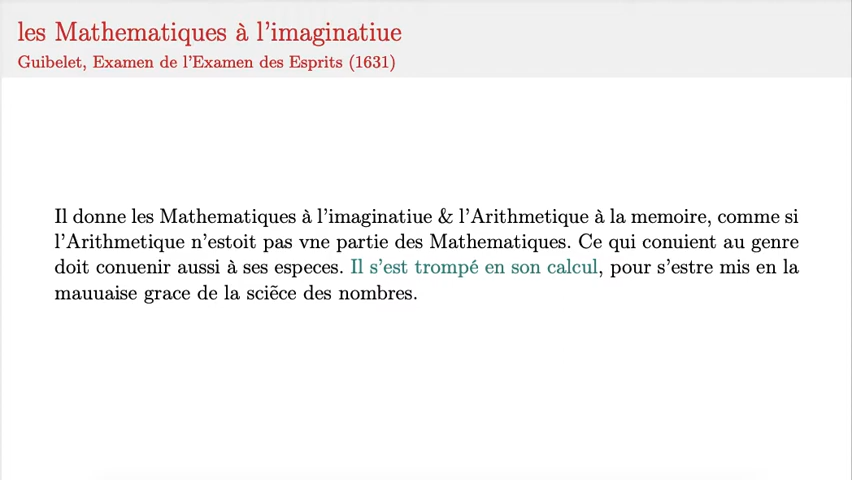 les Mathematiques à l'imaginatiue
Guibelet, Examen de l'Examen des Esprits (1631)
Il donne les Mathematiques à l'imaginatiue & l'Arithmetique à la memoire, comme si
l'Arithmetique n'estoit pas vne partie des Mathematiques. Ce qui conuient au genre
doit conuenir aussi à ses especes. Il s'est trompé en son calcul, pour s'estre mis en la
mauuaise grace de la sciẽce des nombres.